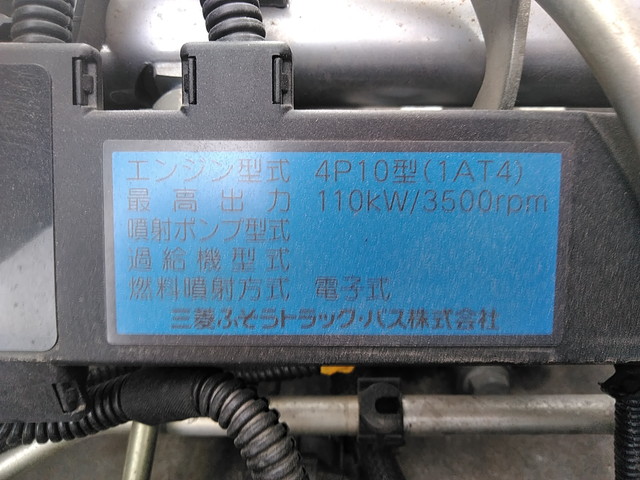 エンジン型式 4P10型(1AT4)
最高出力 110kW/3500rpm
噴射ポンプ型式
過給機型式
燃料噴射方式 電子式
三菱ふそうトラック・バス株式会社